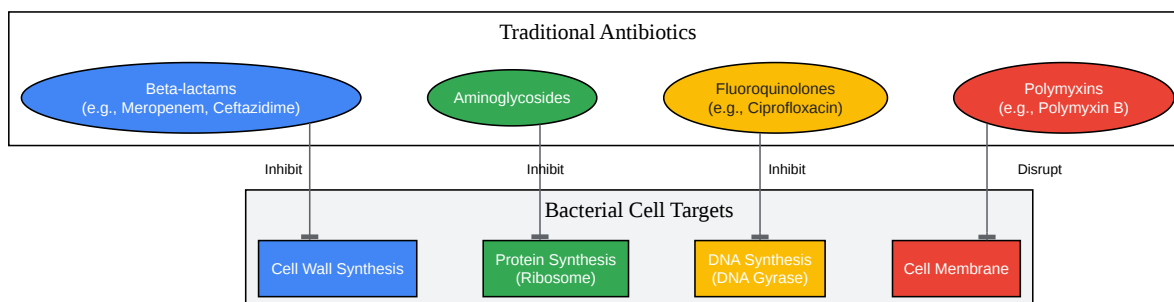 Traditional Antibiotics
Beta-lactams
(e.g., Meropenem, Ceftazidime)
Aminoglycosides
Fluoroquinolones
(e.g., Ciprofloxacin)
Polymyxins
(e.g., Polymyxin B)
Inhibit
Inhibit
Inhibit
Disrupt
Bacterial Cell Targets
Cell Wall Synthesis
Protein Synthesis
(Ribosome)
DNA Synthesis
(DNA Gyrase)
Cell Membrane